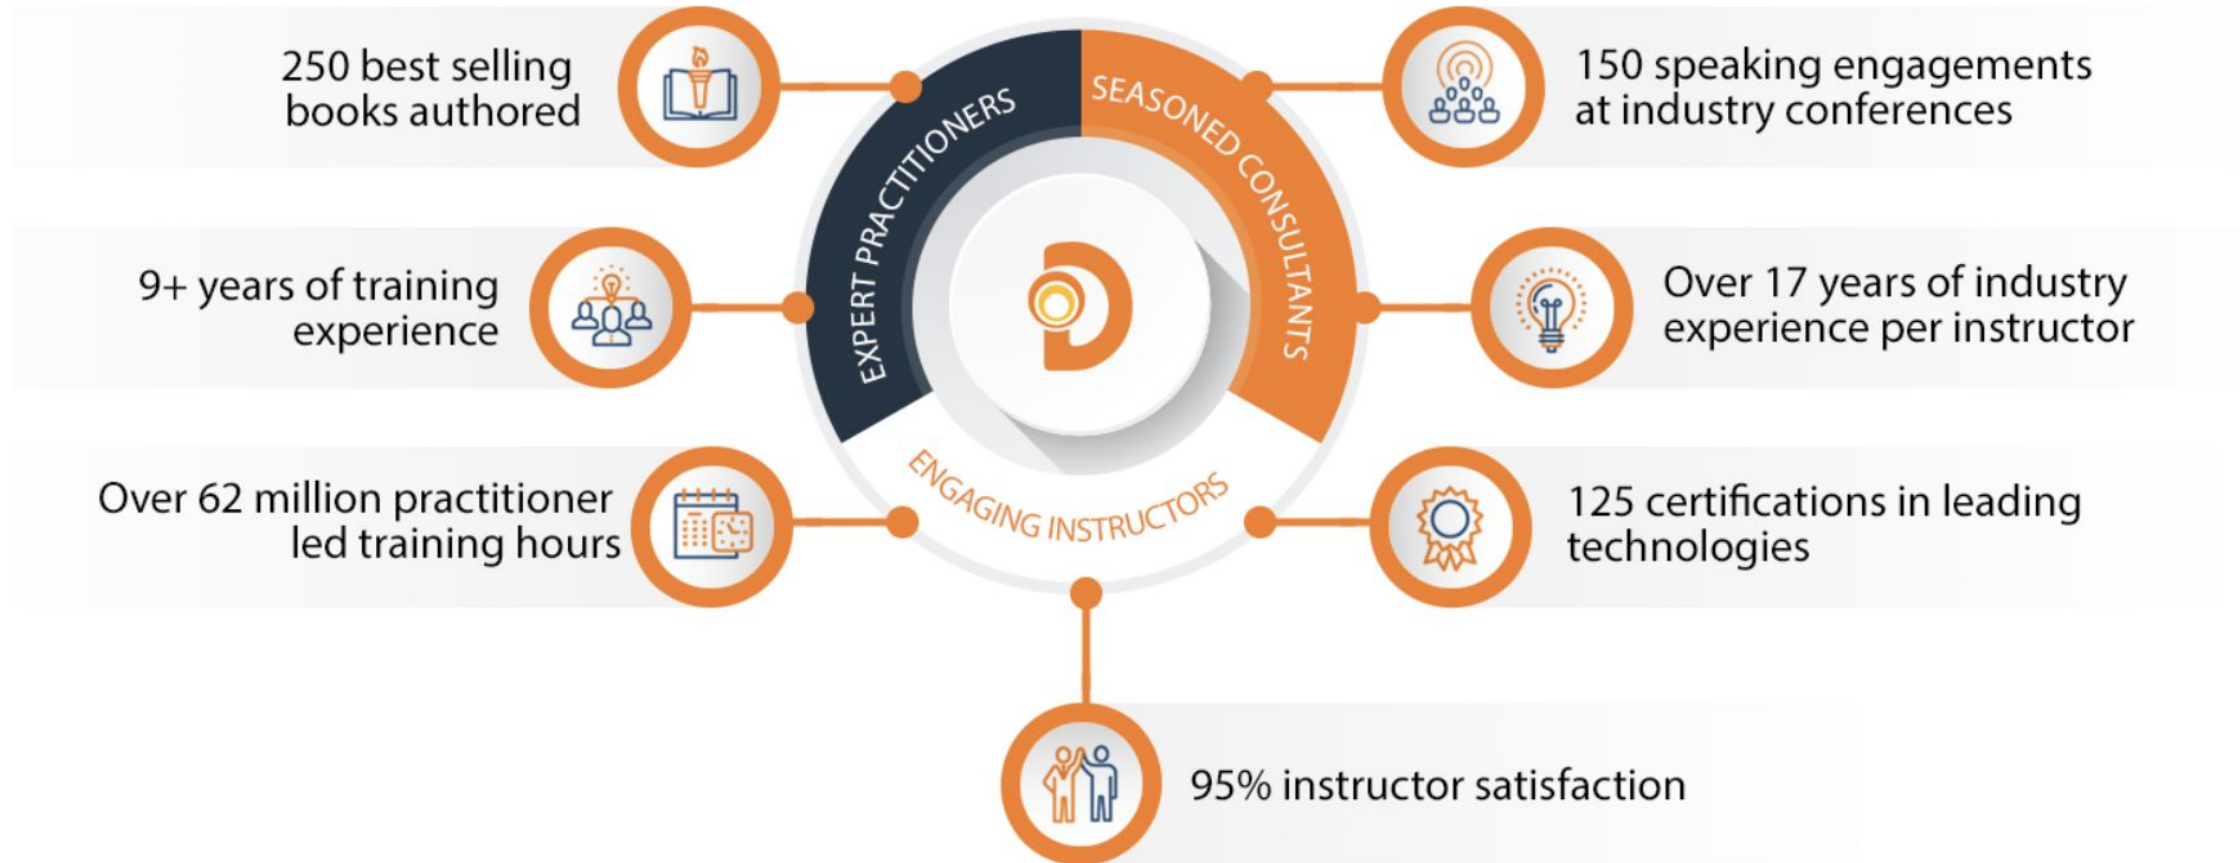 250 best selling
books authored
9+ years of training
experience
Over 62 million practitioner
led training hours
EXPERT PRACTITIONERS
SEASONED CONSULTANTS
ENGAGING INSTRUCTORS
150 speaking engagements
at industry conferences
Over 17 years of industry
experience per instructor
125 certifications in leading
technologies
95% instructor satisfaction